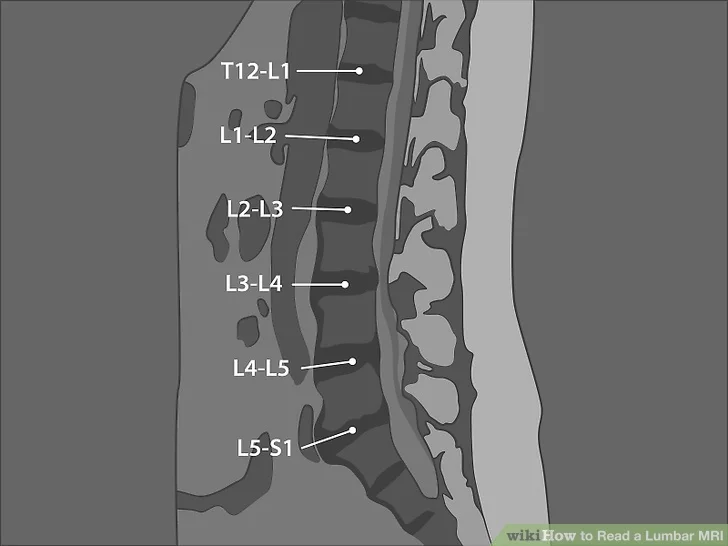 T12-L1
L1-L2
L2-L3
L3-L4
L4-L5
L5-S1
wikiHow to Read a Lumbar MRI